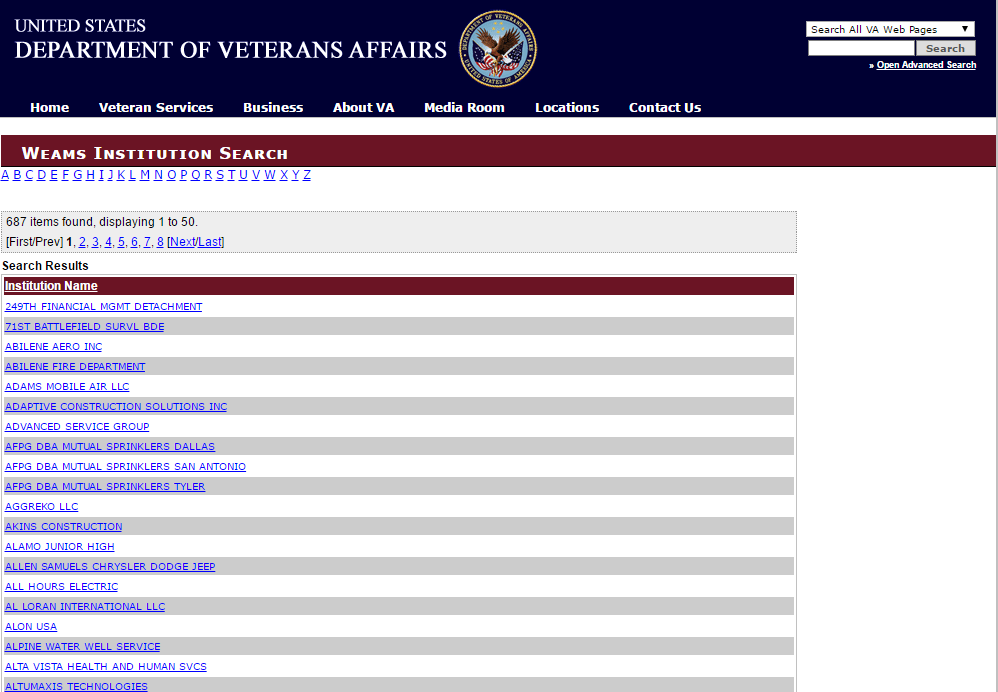 UNITED STATES
DEPARTMENT OF VETERANS AFFAIRS
Search All VA Web Pages
Search
» Open Advanced Search
Home Veteran Services Business About VA Media Room Locations Contact Us
WEAMS INSTITUTION SEARCH
A B C D E F G H I J K L M N O P Q R S T U V W X Y Z
687 items found, displaying 1 to 50.
[First/Prev] 1, 2, 3, 4, 5, 6, 7, 8 [Next/Last]
Search Results
Institution Name
249TH FINANCIAL MGMT DETACHMENT
71ST BATTLEFIELD SURVL BDE
ABILENE AERO INC
ABILENE FIRE DEPARTMENT
ADAMS MOBILE AIR LLC
ADAPTIVE CONSTRUCTION SOLUTIONS INC
ADVANCED SERVICE GROUP
AFPG DBA MUTUAL SPRINKLERS DALLAS
AFPG DBA MUTUAL SPRINKLERS SAN ANTONIO
AFPG DBA MUTUAL SPRINKLERS TYLER
AGGREKO LLC
AKINS CONSTRUCTION
ALAMO JUNIOR HIGH
ALLEN SAMUELS CHRYSLER DODGE JEEP
ALL HOURS ELECTRIC
AL LORAN INTERNATIONAL LLC
ALON USA
ALPINE WATER WELL SERVICE
ALTA VISTA HEALTH AND HUMAN SVCS
ALTUMAXIS TECHNOLOGIES